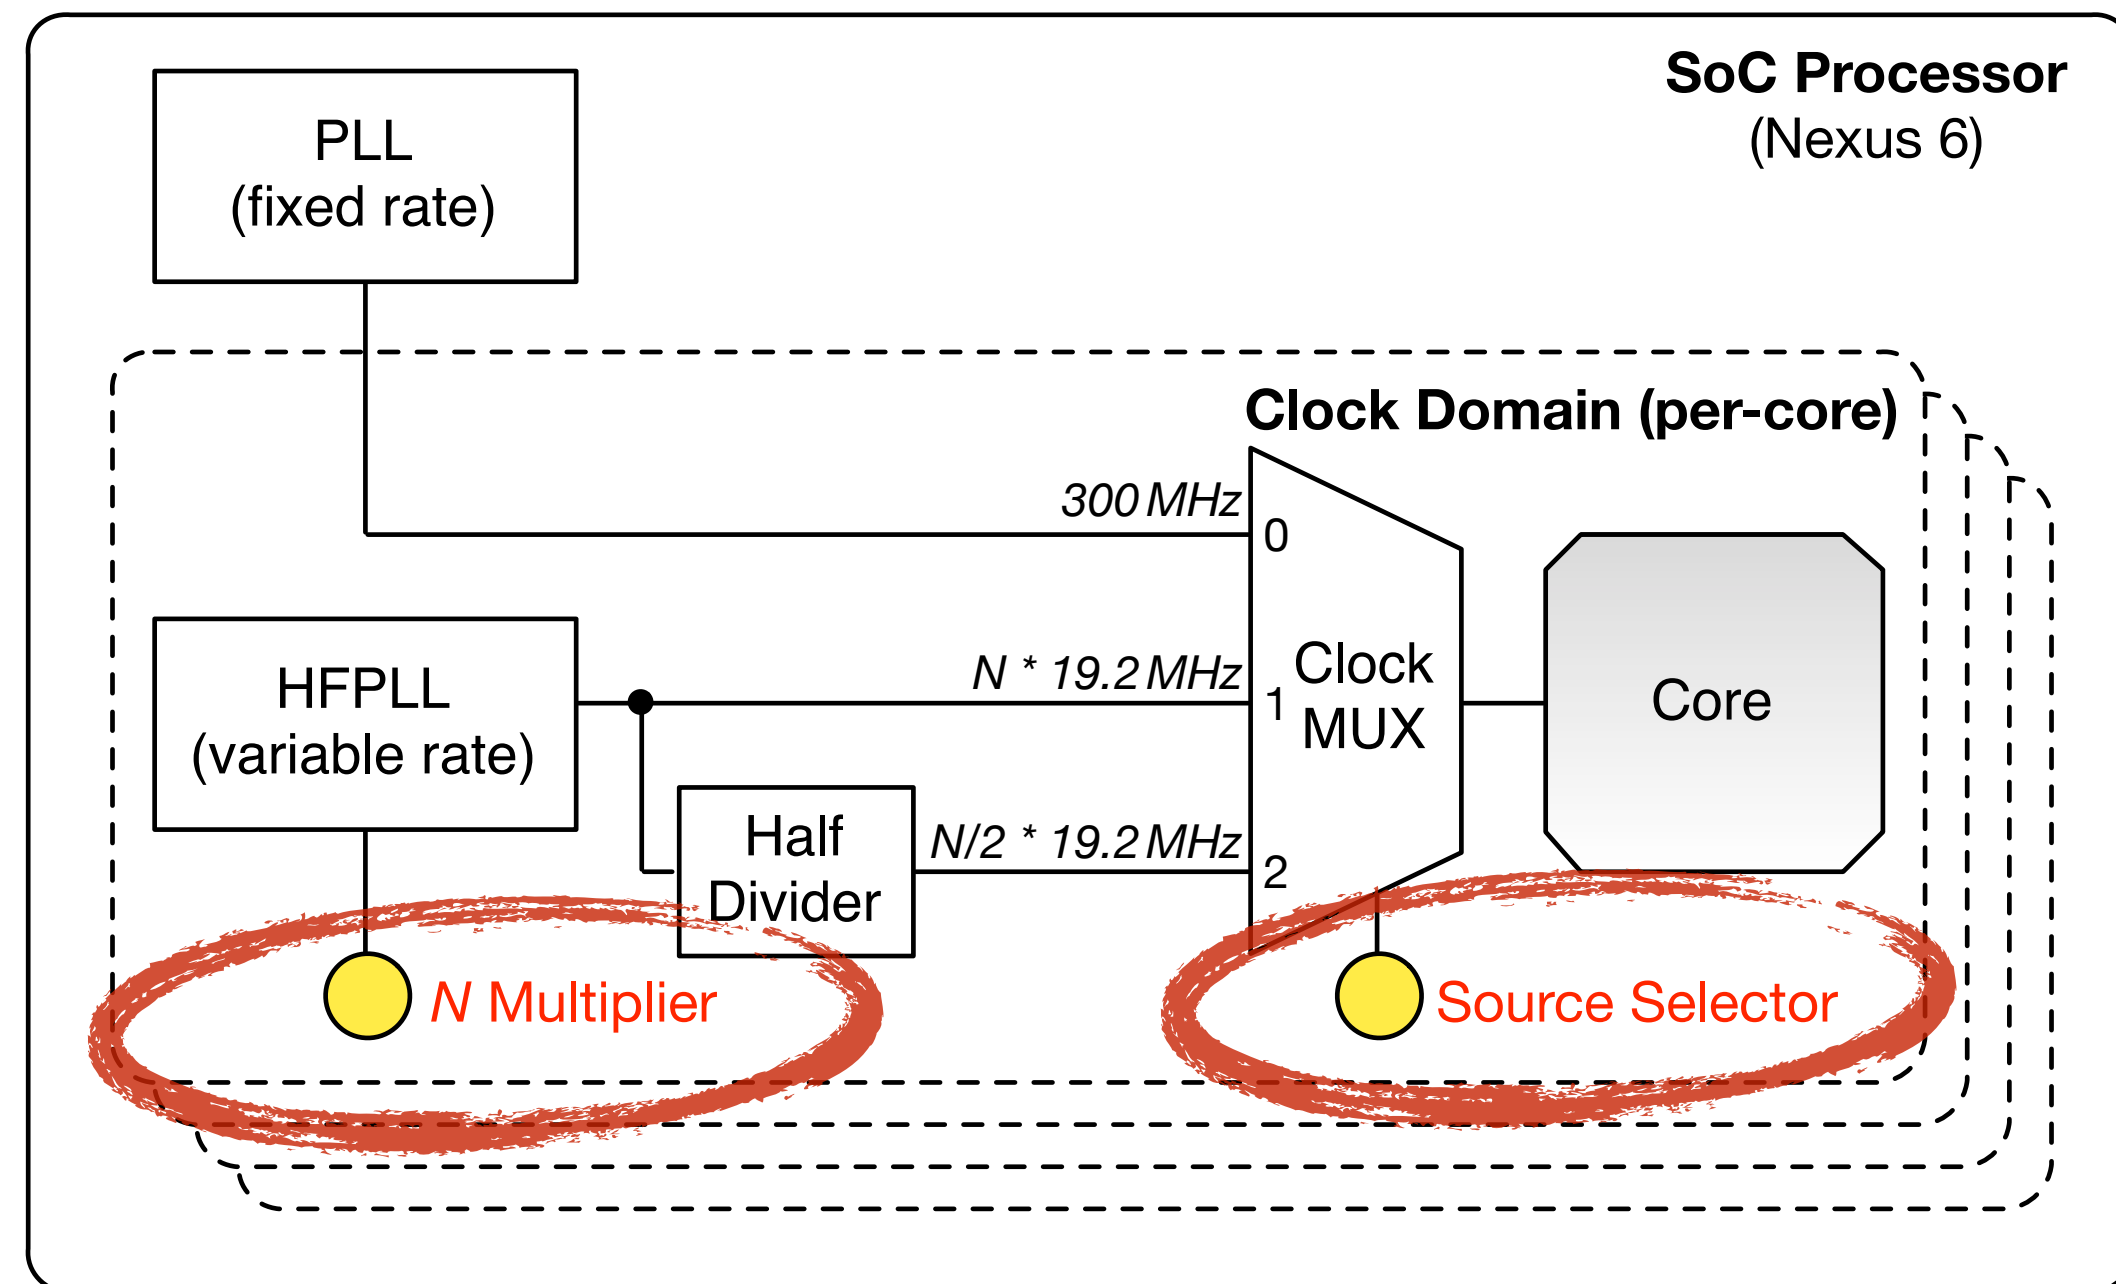 SoC Processor
(Nexus 6)
PLL
(fixed rate)
Clock Domain (per-core)
300 MHz
0
HFPLL
(variable rate)
N * 19.2 MHz
1
Clock
MUX
Core
Half
Divider
N/2 * 19.2 MHz
2
N Multiplier
Source Selector